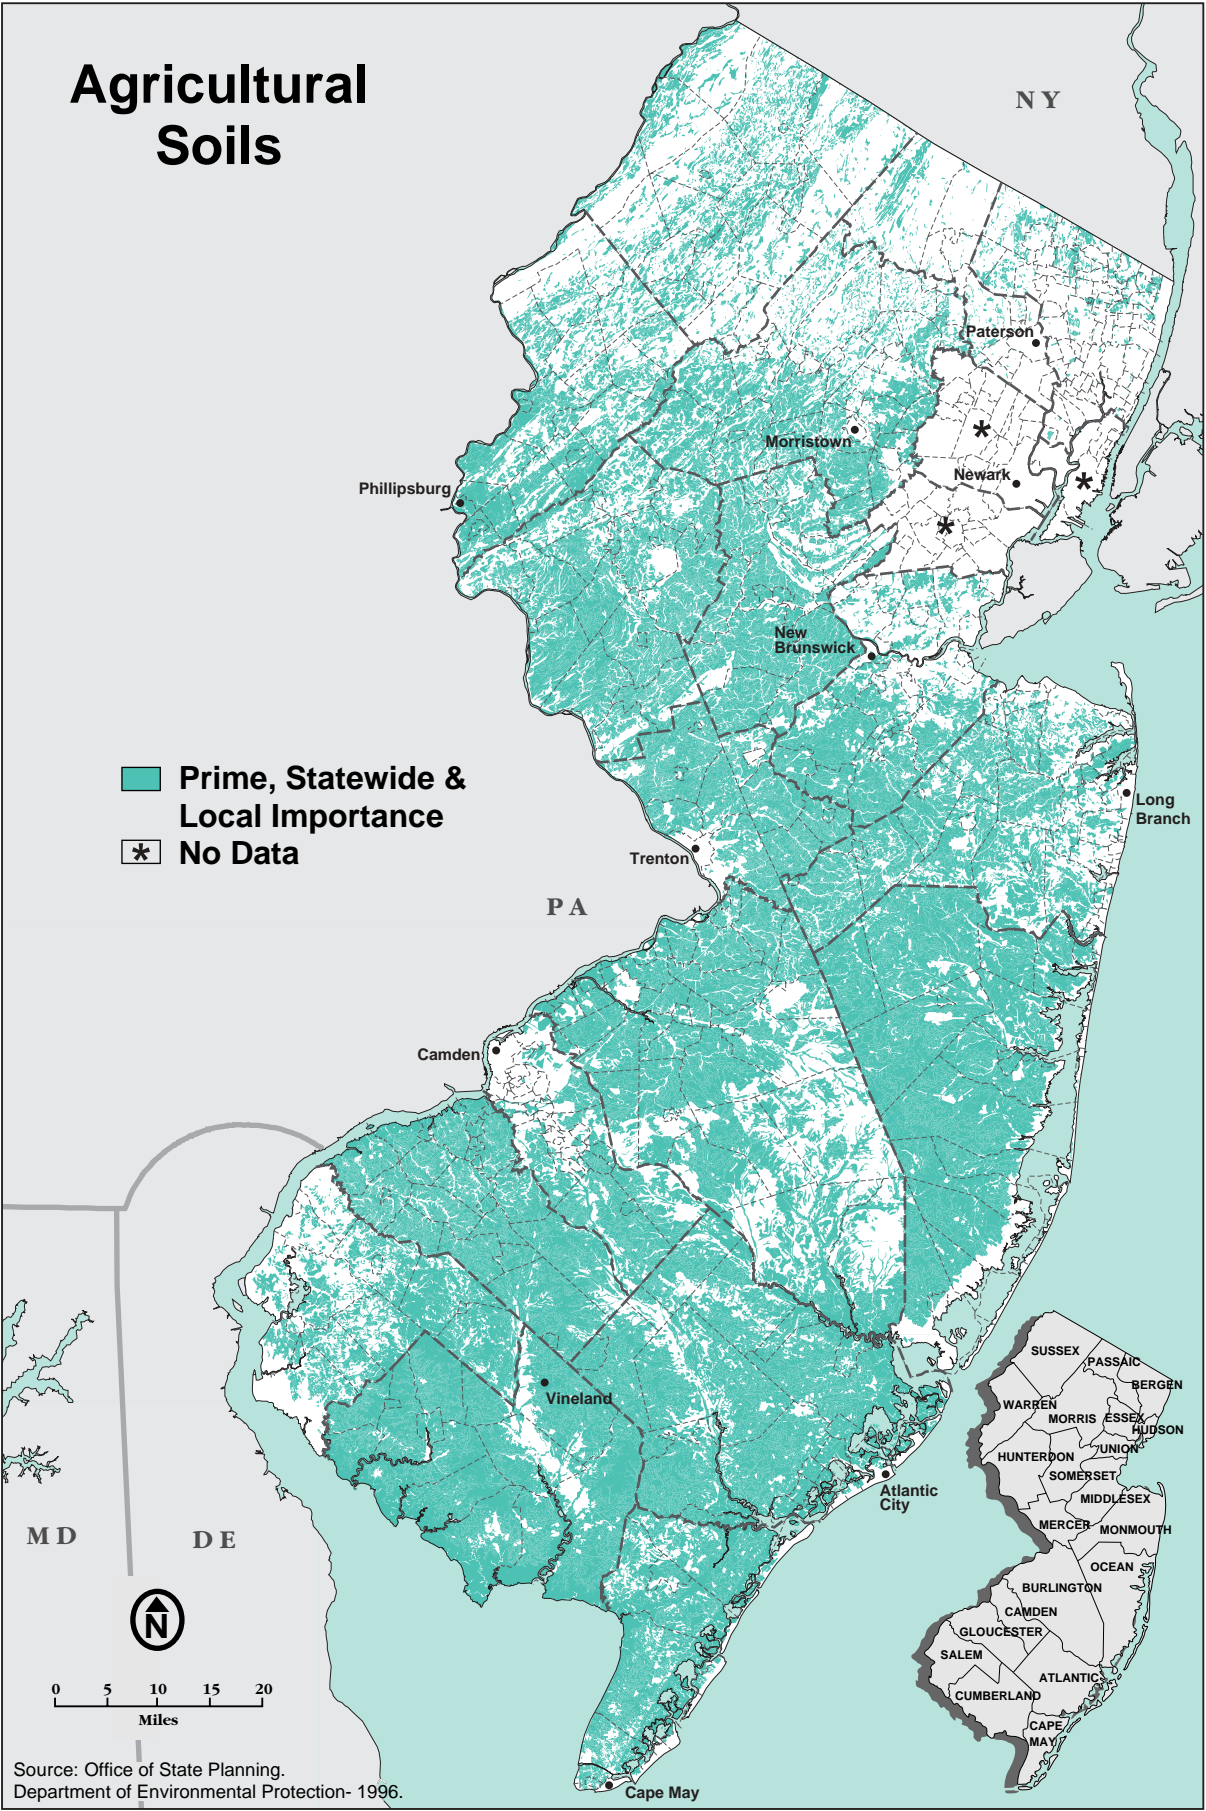 Agricultural
Soils
NY
Paterson
*
Morristown
Newark
*
*
Phillipsburg
New
Brunswick
Prime, Statewide &
Local Importance
* No Data
Long
Branch
Trenton
PA
Camden
Vineland
Atlantic
City
MD
DE
N
0 5 10 15 20
Miles
Cape May
SUSSEX
PASSAIC
BERGEN
WARREN
MORRIS
ESSEX
HUDSON
HUNTERDON
UNION
SOMERSET
MIDDLESEX
MERCER
MONMOUTH
OCEAN
BURLINGTON
CAMDEN
GLOUCESTER
SALEM
ATLANTIC
CUMBERLAND
CAPE
MAY
Source: Office of State Planning.
Department of Environmental Protection- 1996.